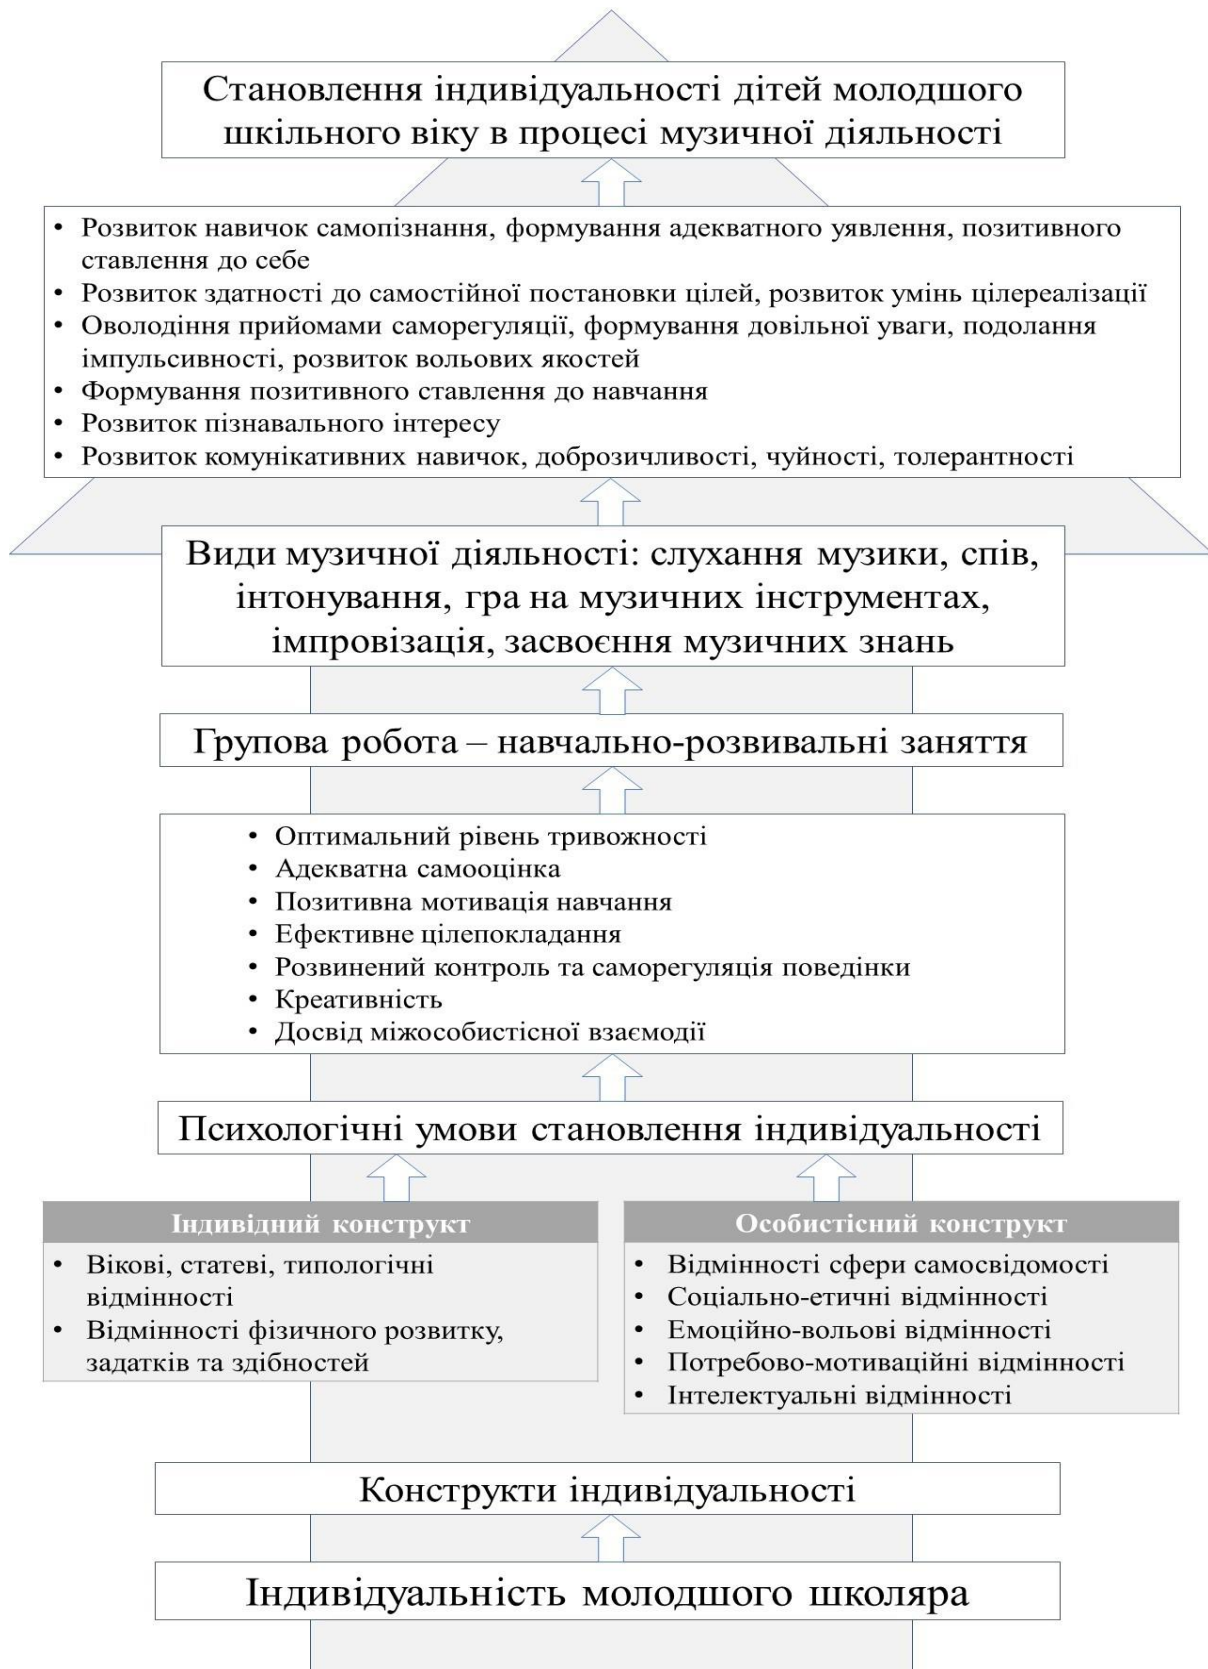 Становлення індивідуальності дітей молодшого
шкільного віку в процесі музичної діяльності
• Розвиток навичок самопізнання, формування адекватного уявлення, позитивного
ставлення до себе
• Розвиток здатності до самостійної постановки цілей, розвиток умінь цілереалізації
• Оволодіння прийомами саморегуляції, формування довільної уваги, подолання
імпульсивності, розвиток вольових якостей
• Формування позитивного ставлення до навчання
• Розвиток пізнавального інтересу
• Розвиток комунікативних навичок, доброзичливості, чуйності, толерантності
Види музичної діяльності: слухання музики, спів,
інтонування, гра на музичних інструментах,
імпровізація, засвоєння музичних знань
Групова робота – навчально-розвивальні заняття
• Оптимальний рівень тривожності
• Адекватна самооцінка
• Позитивна мотивація навчання
• Ефективне цілепокладання
• Розвинений контроль та саморегуляція поведінки
• Креативність
• Досвід міжособистісної взаємодії
Психологічні умови становлення індивідуальності
Індивідний конструкт
• Вікові, статеві, типологічні
відмінності
• Відмінності фізичного розвитку,
задатків та здібностей
Особистісний конструкт
• Відмінності сфери самосвідомості
• Соціально-етичні відмінності
• Емоційно-вольові відмінності
• Потребово-мотиваційні відмінності
• Інтелектуальні відмінності
Конструкти індивідуальності
Індивідуальність молодшого школяра